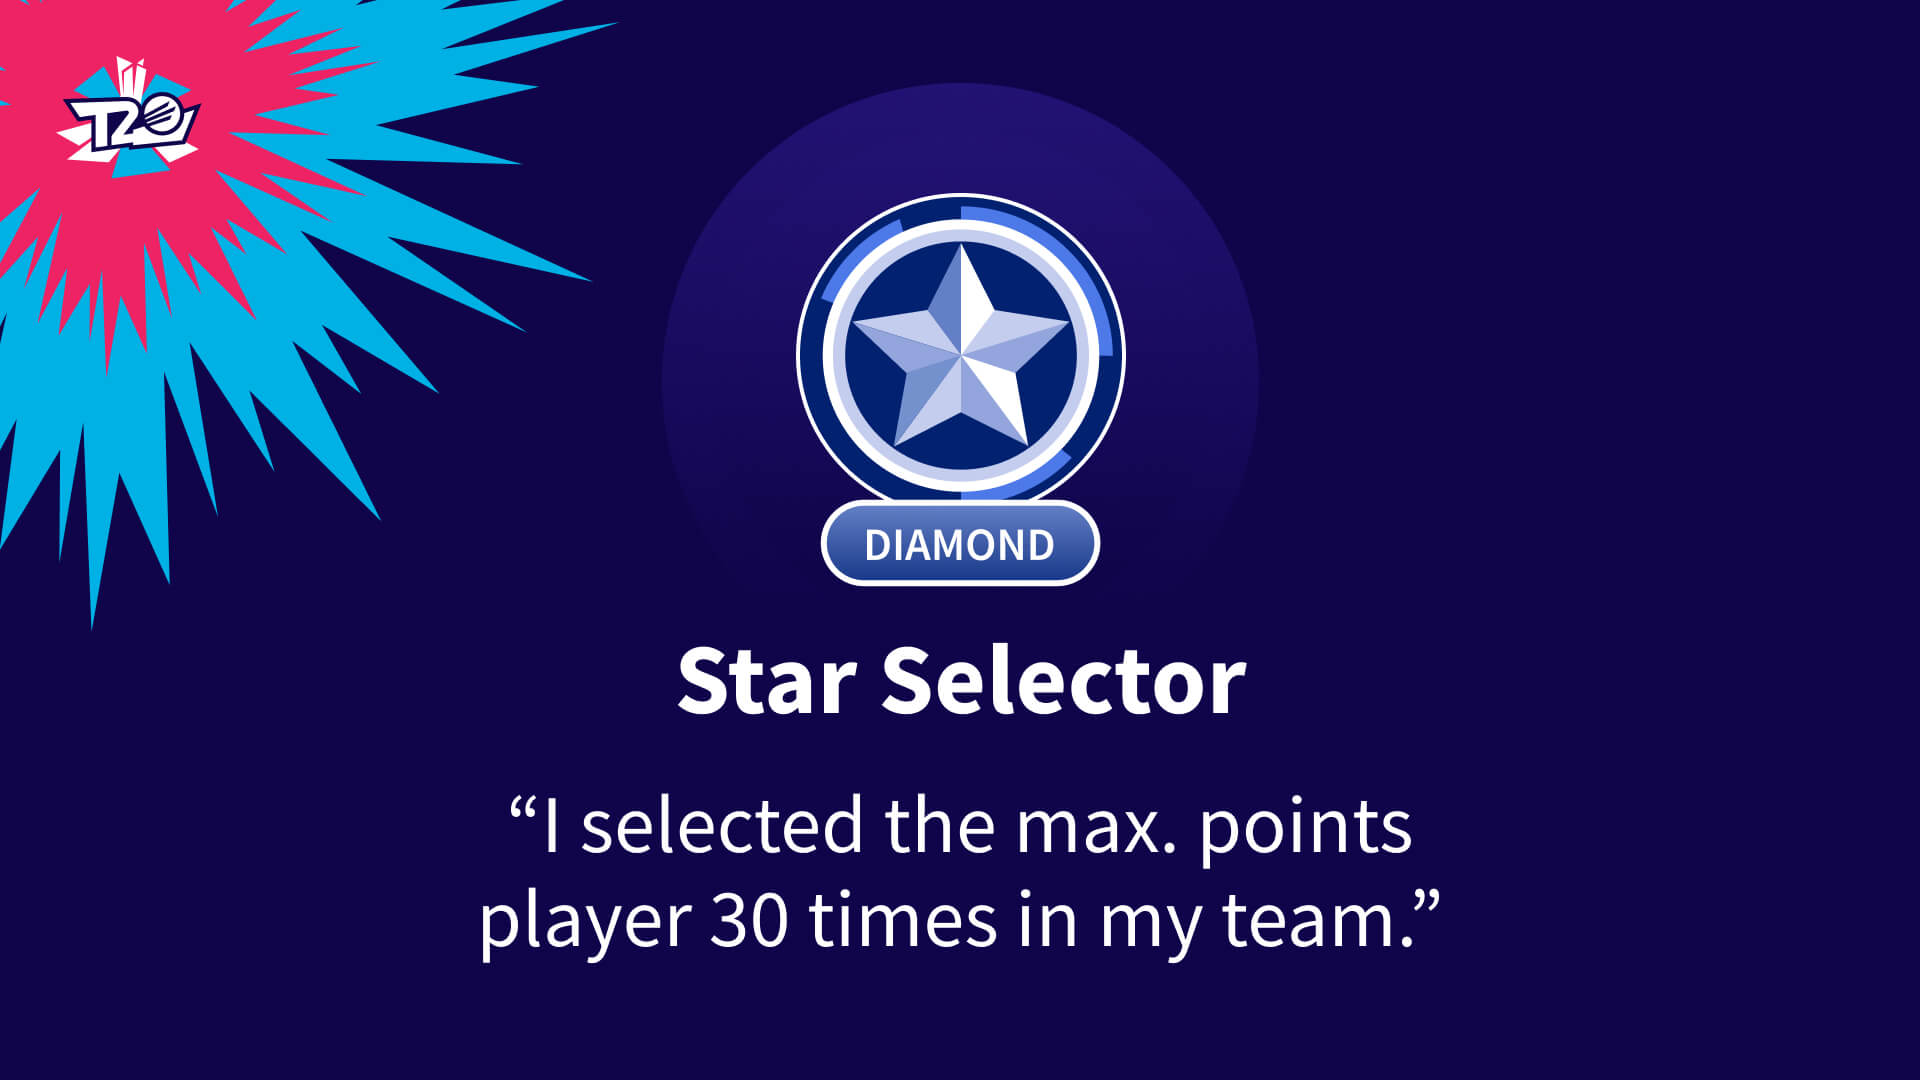 T20
DIAMOND
Star Selector
“I selected the max. points
player 30 times in my team.”